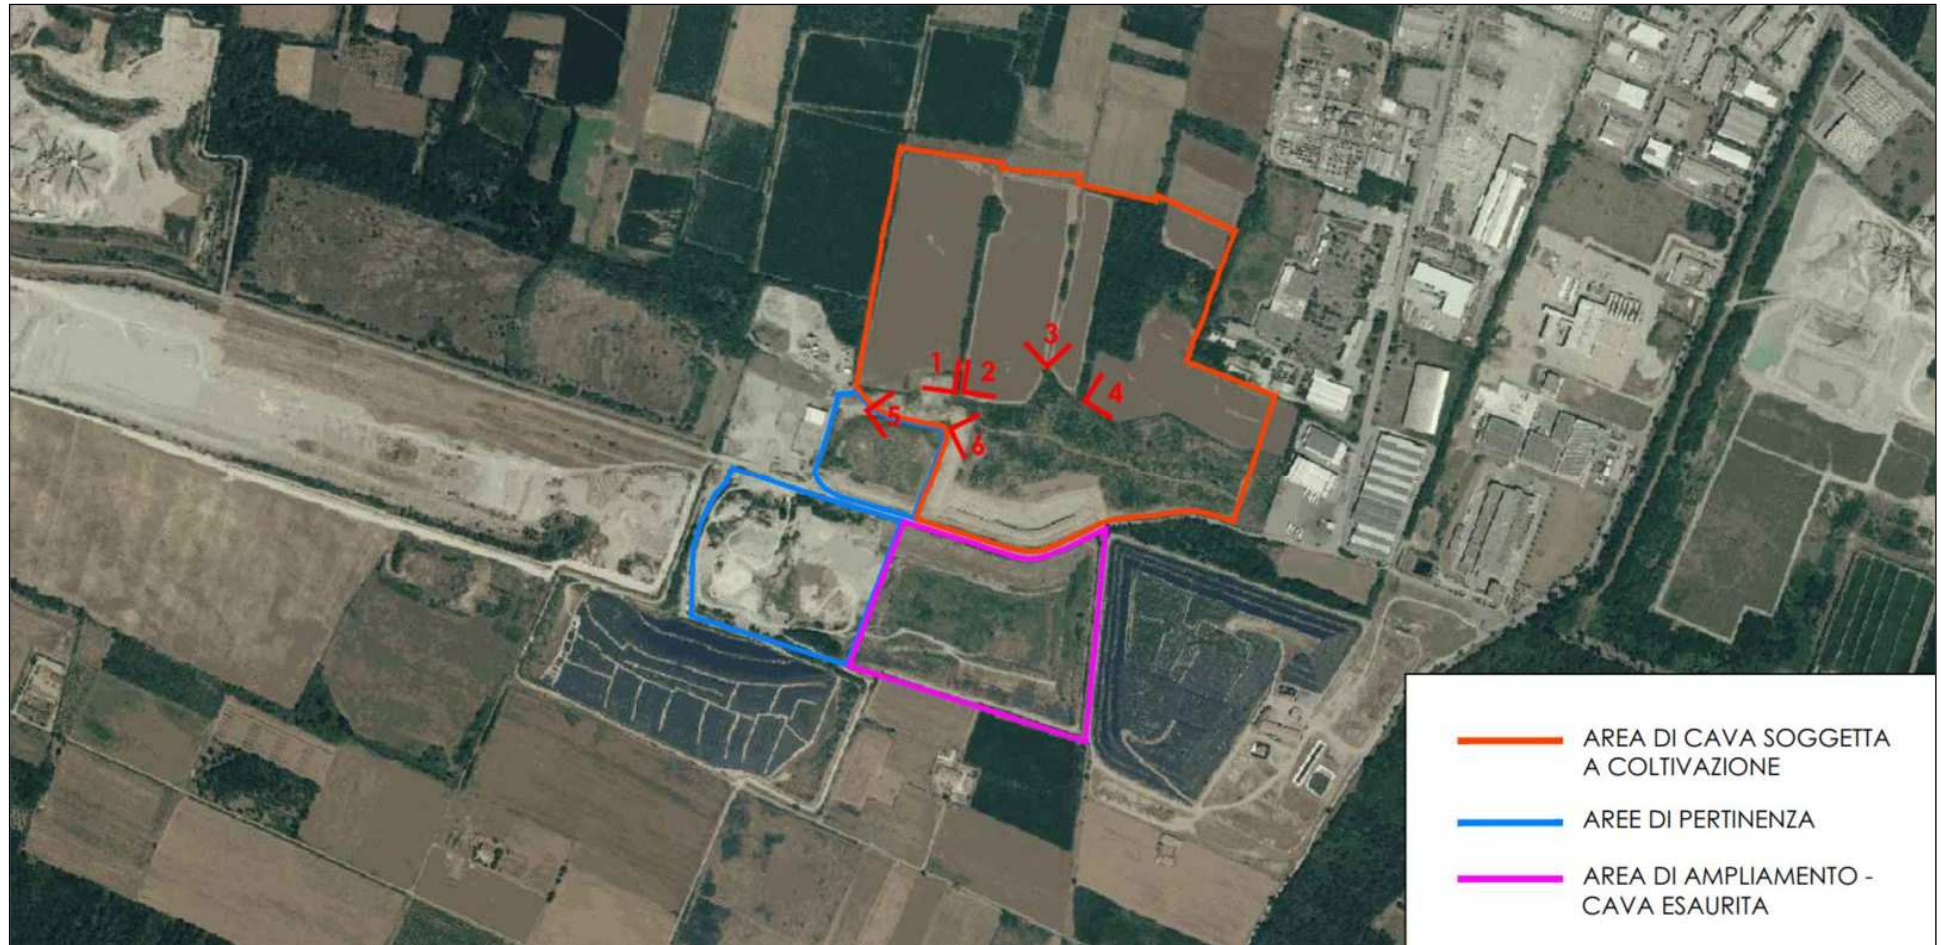 3
1
2
4
5
6
AREA DI CAVA SOGGETTA
A COLTIVAZIONE
AREE DI PERTINENZA
AREA DI AMPLIAMENTO -
CAVA ESAURITA